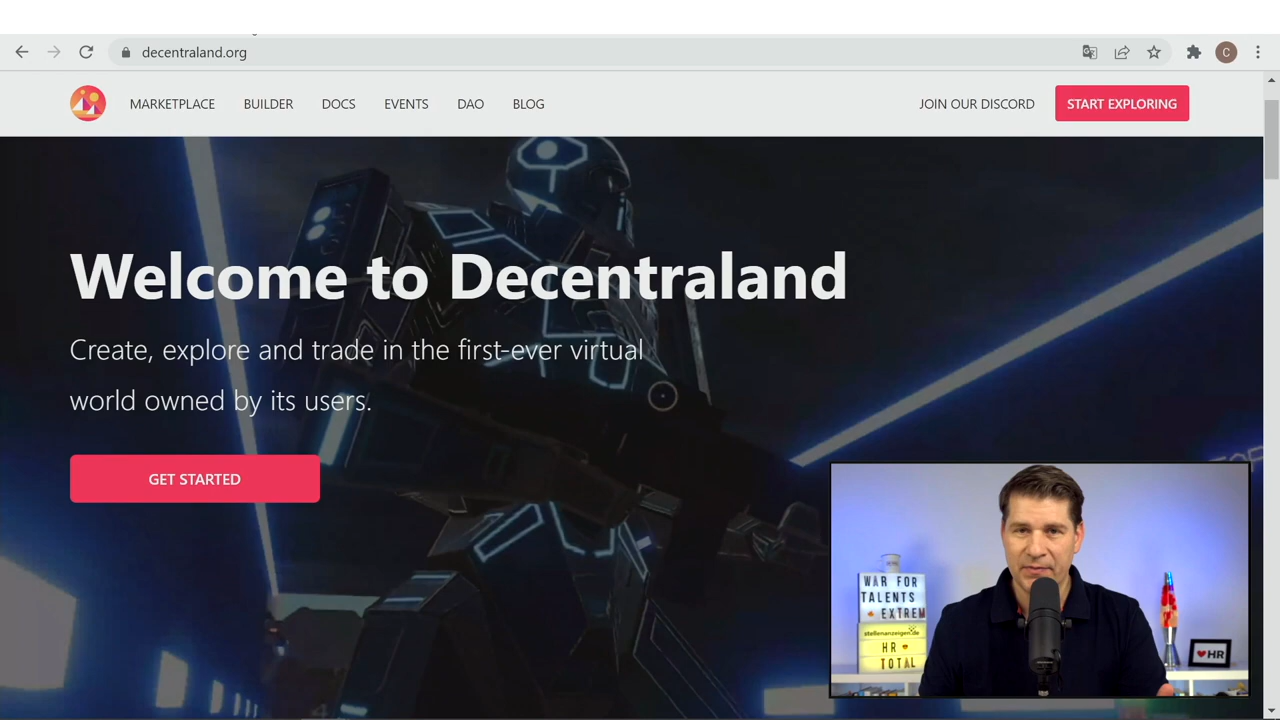 decentraland.org
C
MARKETPLACE
BUILDER
DOCS
EVENTS
DAO
BLOG
JOIN OUR DISCORD
START EXPLORING
Welcome to Decentraland
Create, explore and trade in the first-ever virtual
world owned by its users.
GET STARTED
WAR FOR
TALENTS
EXTREM
stellenanzeigen.de
HR
TOTAL
HR